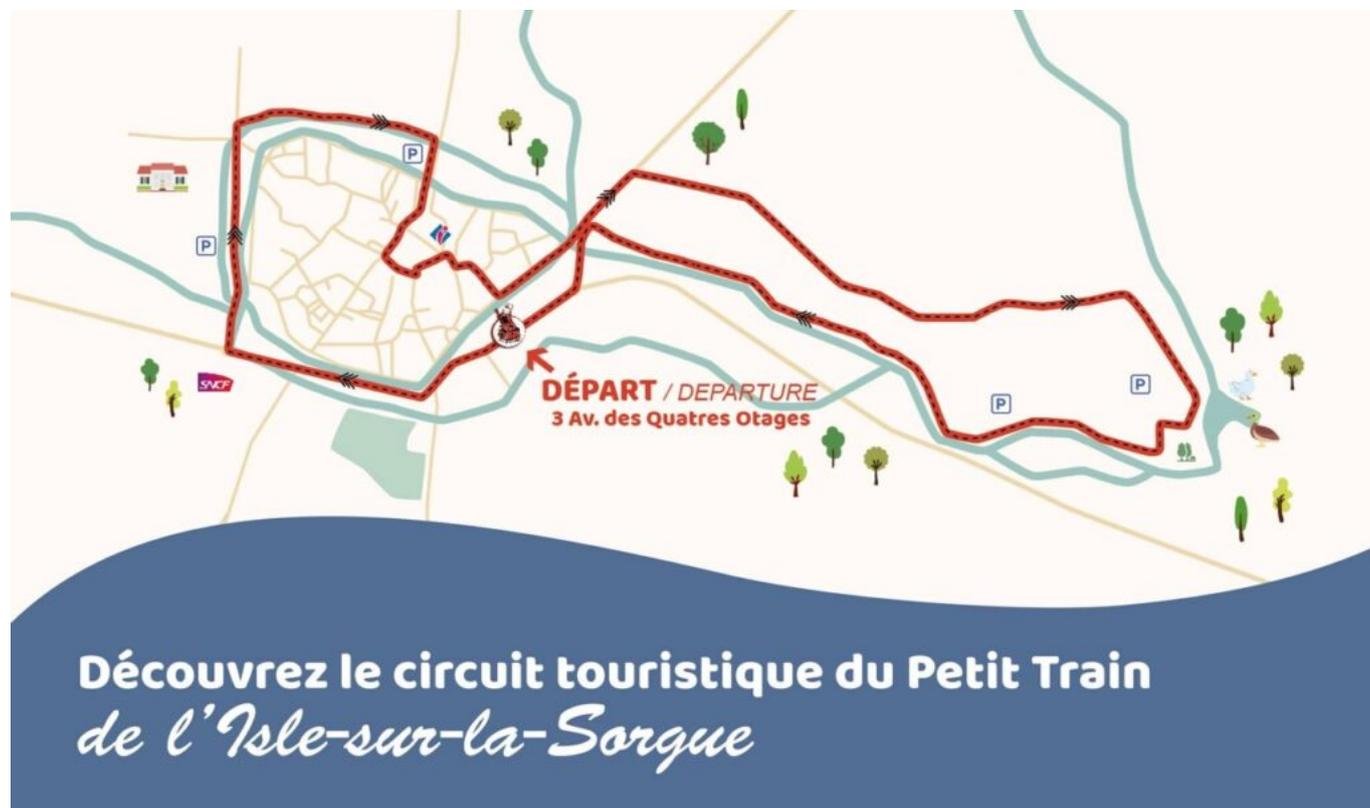 P
P
SNCF
DÉPART / DEPARTURE
3 Av. des Quatres Otages
P
P
Découvrez le circuit touristique du Petit Train
de l'Isle-sur-la-Sorgue